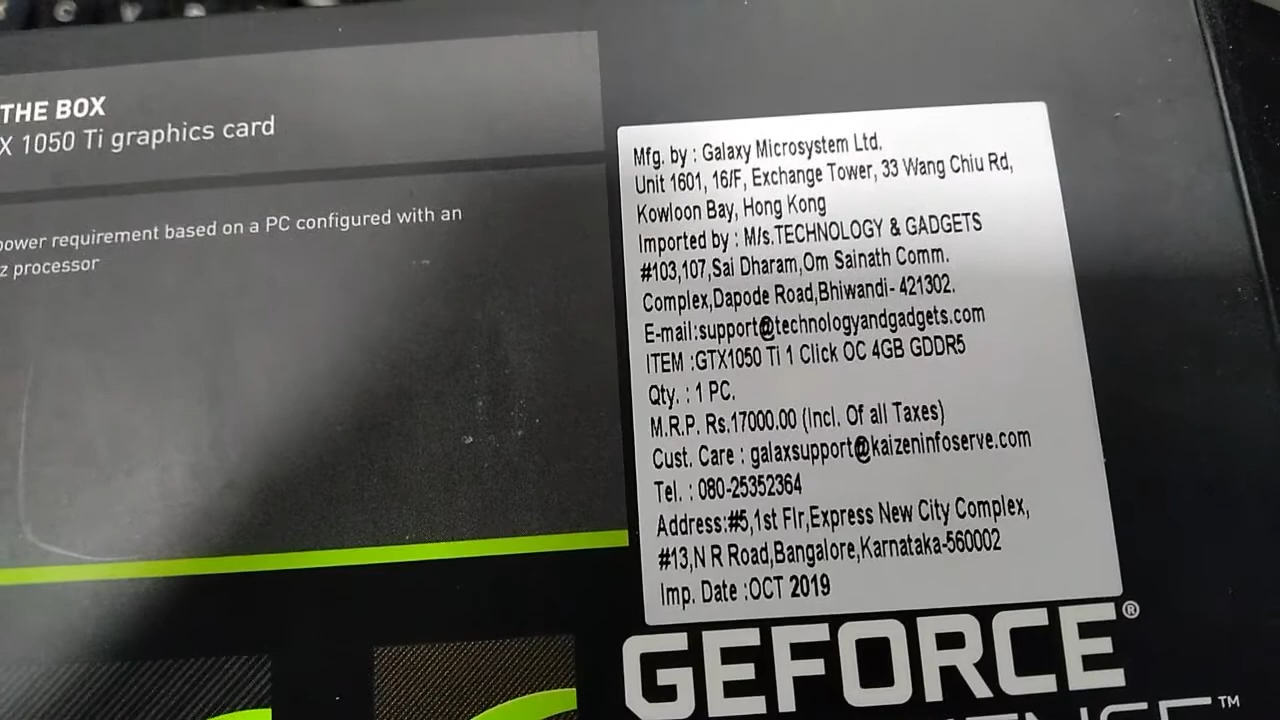 THE BOX
X 1050 Ti graphics card
power requirement based on a PC configured with an
z processor
Mfg. by : Galaxy Microsystem Ltd.
Unit 1601, 16/F, Exchange Tower, 33 Wang Chiu Rd,
Kowloon Bay, Hong Kong
Imported by : M/s.TECHNOLOGY & GADGETS
#103,107,Sai Dharam,Om Sainath Comm.
Complex,Dapode Road,Bhiwandi- 421302.
E-mail:support@technologyandgadgets.com
ITEM :GTX1050 Ti 1 Click OC 4GB GDDR5
Qty. : 1 PC.
M.R.P. Rs.17000.00 (Incl. Of all Taxes)
Cust. Care : galaxsupport@kaizeninfoserve.com
Tel. : 080-25352364
Address:#5,1st Flr,Express New City Complex,
#13,N R Road,Bangalore,Karnataka-560002
Imp. Date :OCT 2019
GEFORCE®